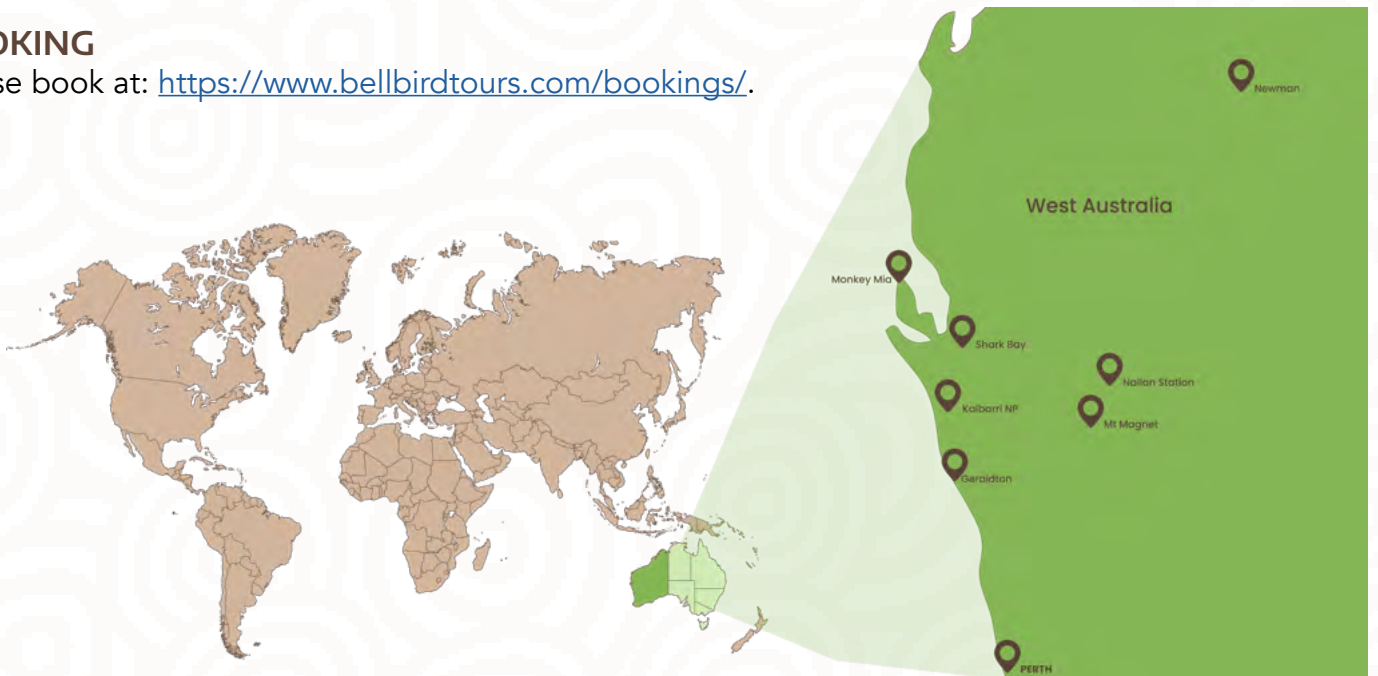 OKING
se book at: https://www.bellbirdtours.com/bookings/.
Newman
West Australia
Monkey Mia
Shark Bay
Nallan Station
Kalbarri NP
Mt Magnet
Geraldton
PERTH